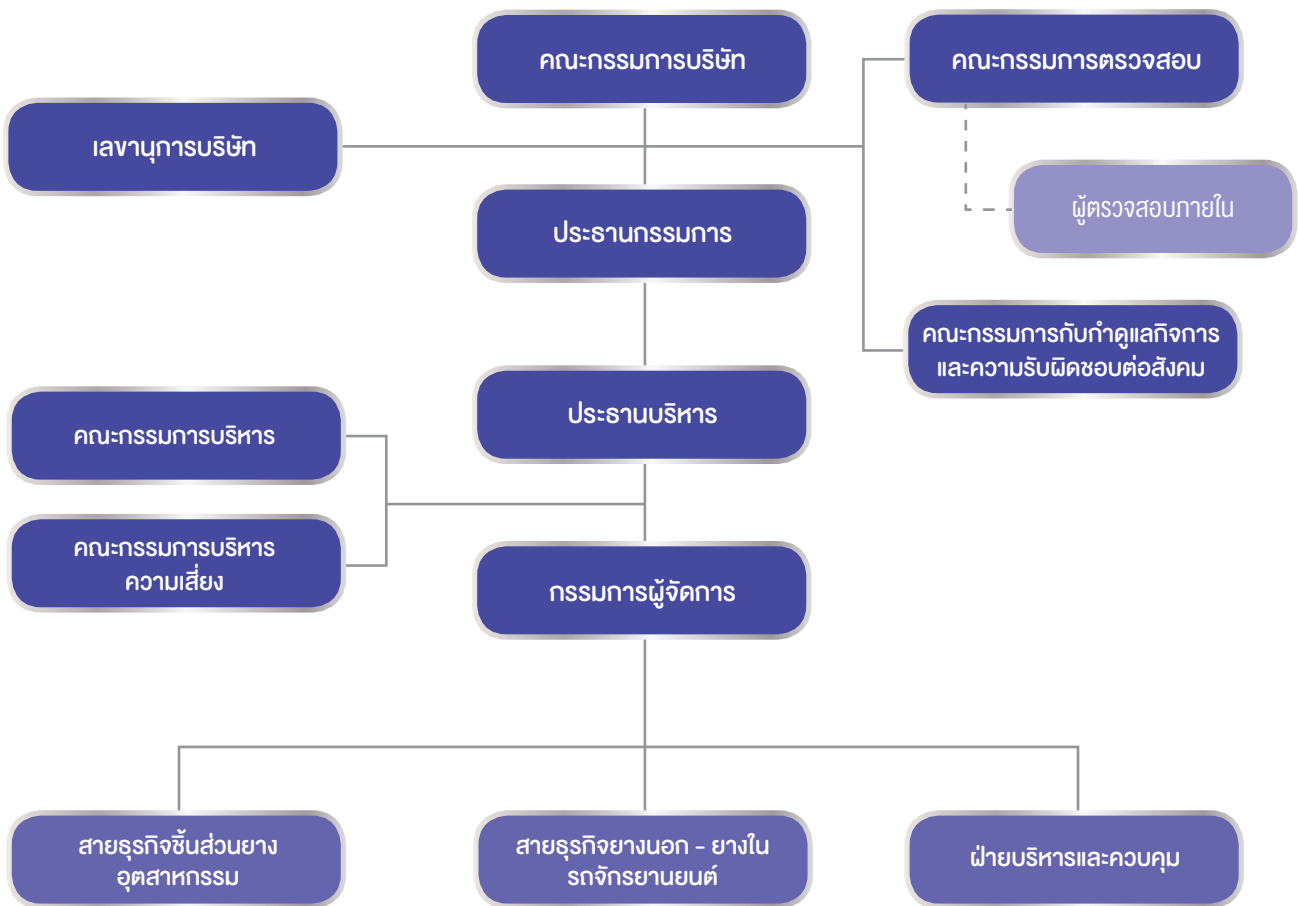 คณะกรรมการบริษัท
คณะกรรมการตรวจสอบ
เลขานุการบริษัท
ผู้ตรวจสอบภายใน
ประธานกรรมการ
คณะกรรมการกับกำดูแลกิจการ
และความรับผิดชอบต่อสังคม
ประธานบริหาร
คณะกรรมการบริหาร
คณะกรรมการบริหาร
ความเสี่ยง
กรรมการผู้จัดการ
สายธุรกิจชิ้นส่วนยาง
อุตสาหกรรม
สายธุรกิจยางนอก - ยางใน
รถจักรยานยนต์
ฝ่ายบริหารและควบคุม